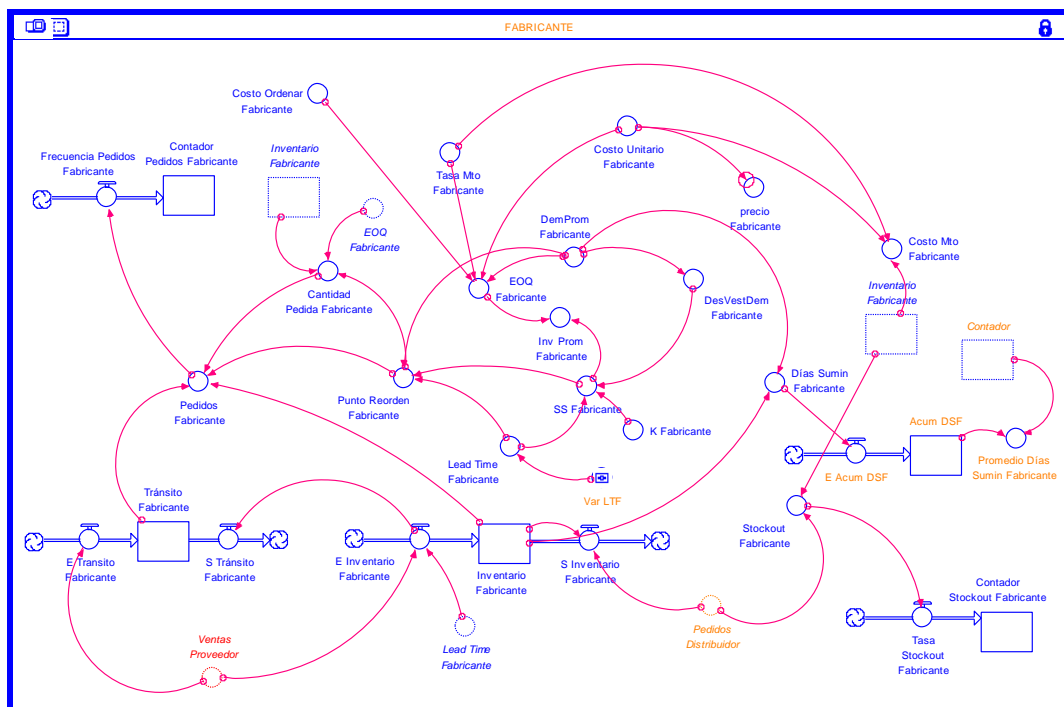 FABRICANTE
Costo Ordenar
Fabricante
Contador
Pedidos Fabricante
Frecuencia Pedidos
Fabricante
Inventario
Fabricante
Tasa Mto
Fabricante
Costo Unitario
Fabricante
precio
Fabricante
EOQ
Fabricante
DemProm
Fabricante
Costo Mto
Fabricante
Cantidad
Pedida Fabricante
EOQ
Fabricante
DesVestDem
Fabricante
Inventario
Fabricante
Inv Prom
Fabricante
Contador
Pedidos
Fabricante
Punto Reorden
Fabricante
SS Fabricante
Días Sumin
Fabricante
K Fabricante
Acum DSF
Lead Time
Fabricante
Promedio Días
Sumin Fabricante
E Acum DSF
Var LTF
Tránsito
Fabricante
Stockout
Fabricante
E Transito
Fabricante
S Tránsito
Fabricante
E Inventario
Fabricante
Inventario
Fabricante
S Inventario
Fabricante
Contador
Stockout Fabricante
Ventas
Proveedor
Lead Time
Fabricante
Pedidos
Distribuidor
Tasa
Stockout
Fabricante